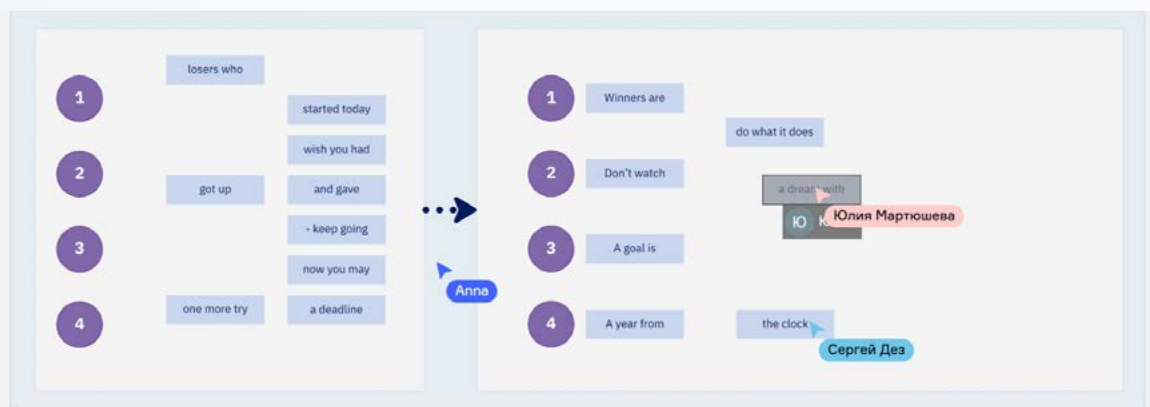 losers who
1
started today
wish you had
2
got up
and gave
- keep going
3
now you may
one more try
a deadline
4
Anna
1
Winners are
do what it does
2
Don't watch
a dream with
Ю
Юлия Мартюшева
3
A goal is
4
A year from
the clock
Сергей Дез